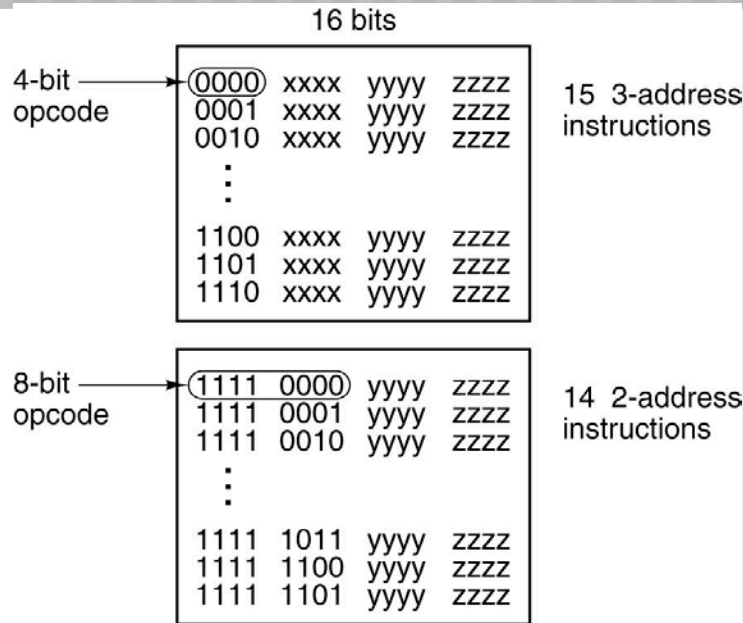 16 bits
4-bit opcode
0000 xxxx yyyy zzzz
0001 xxxx yyyy zzzz
0010 xxxx yyyy zzzz
⋮
1100 xxxx yyyy zzzz
1101 xxxx yyyy zzzz
1110 xxxx yyyy zzzz
15 3-address
instructions
8-bit
opcode
1111 0000 yyyy zzzz
1111 0001 yyyy zzzz
1111 0010 yyyy zzzz
⋮
1111 1011 yyyy zzzz
1111 1100 yyyy zzzz
1111 1101 yyyy zzzz
14 2-address
instructions